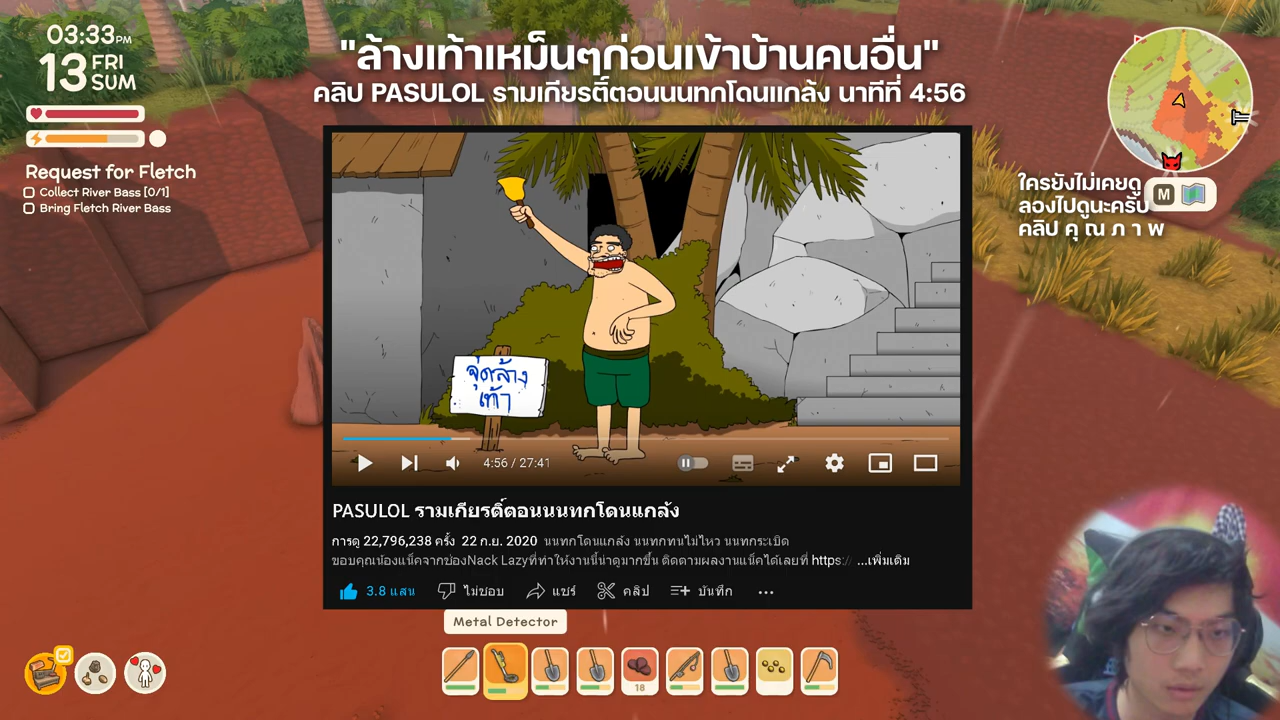 03:33PM
13 FRI SUM
Request for Fletch
Collect River Bass [0/1]
Bring Fletch River Bass
"ล้างเท้าเหม็นๆก่อนเข้าบ้านคนอื่น"
คลิป PASULOL รามเกียรติ์ตอนนนทกโดนแกล้ง นาทีที่ 4:56
ใครยังไม่เคยดู
ลองไปดูนะครับ
คลิป คุ ณ ภ า พ
M
จุดล้าง
เท้า
4:56 / 27:41
PASULOL รามเกียรติ์ตอนนนทกโดนแกล้ง
การดู 22,796,238 ครั้ง 22 ก.ย. 2020 นนทกโดนแกล้ง นนทกทนไม่ไหว นนทกระเบิด
ขอบคุณน้องแน็คจากช่องNack Lazyที่ทำให้งานนี้น่าดูมากขึ้น ติดตามผลงานแน็คได้เลยที่ https:/ ...เพิ่มเติม
3.8 แสน ไม่ชอบ แชร์ คลิป บันทึก
Metal Detector
18